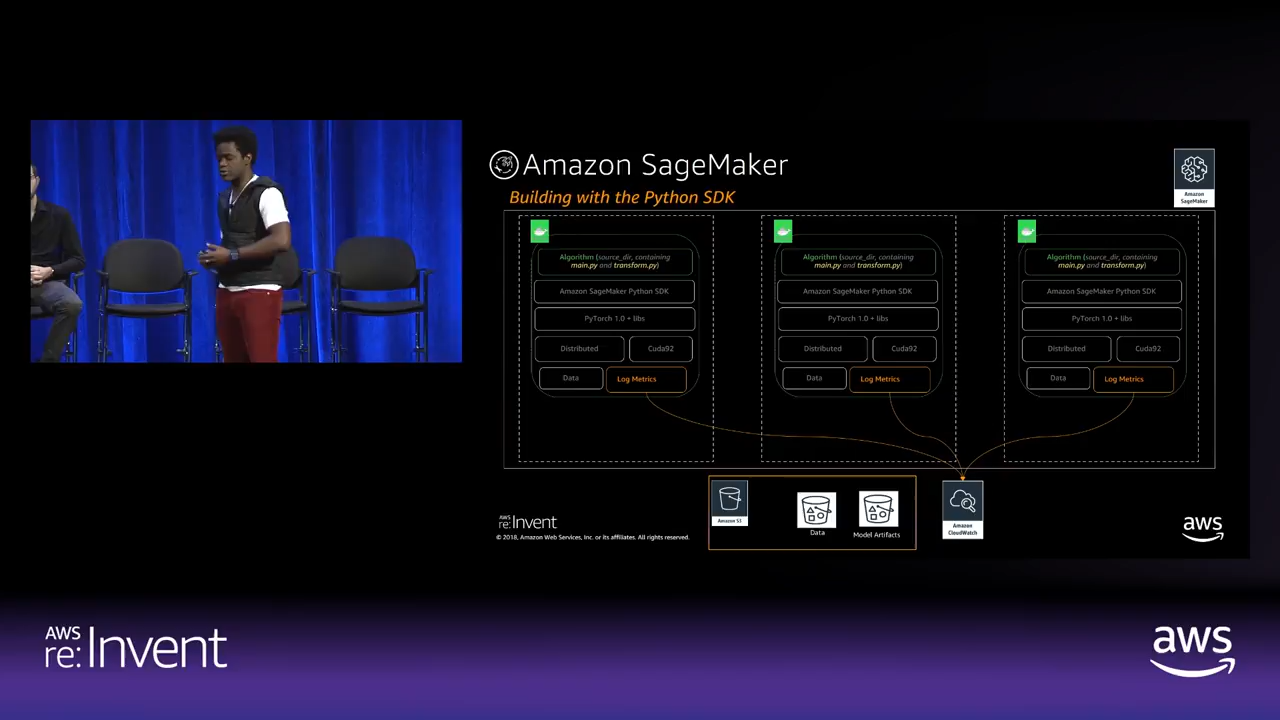 Amazon SageMaker
Building with the Python SDK
Amazon
SageMaker
Algorithm (source_dir, containing
main.py and transform.py)
Amazon SageMaker Python SDK
PyTorch 1.0 + libs
Distributed
Cuda92
Data
Log Metrics
Algorithm (source_dir, containing
main.py and transform.py)
Amazon SageMaker Python SDK
PyTorch 1.0 + libs
Distributed
Cuda92
Data
Log Metrics
Algorithm (source_dir, containing
main.py and transform.py)
Amazon SageMaker Python SDK
PyTorch 1.0 + libs
Distributed
Cuda92
Data
Log Metrics
Amazon S3
Data
Model Artifacts
Amazon
CloudWatch
AWS
re:Invent
© 2018, Amazon Web Services, Inc. or its affiliates. All rights reserved.
aws
AWS
re:Invent
aws